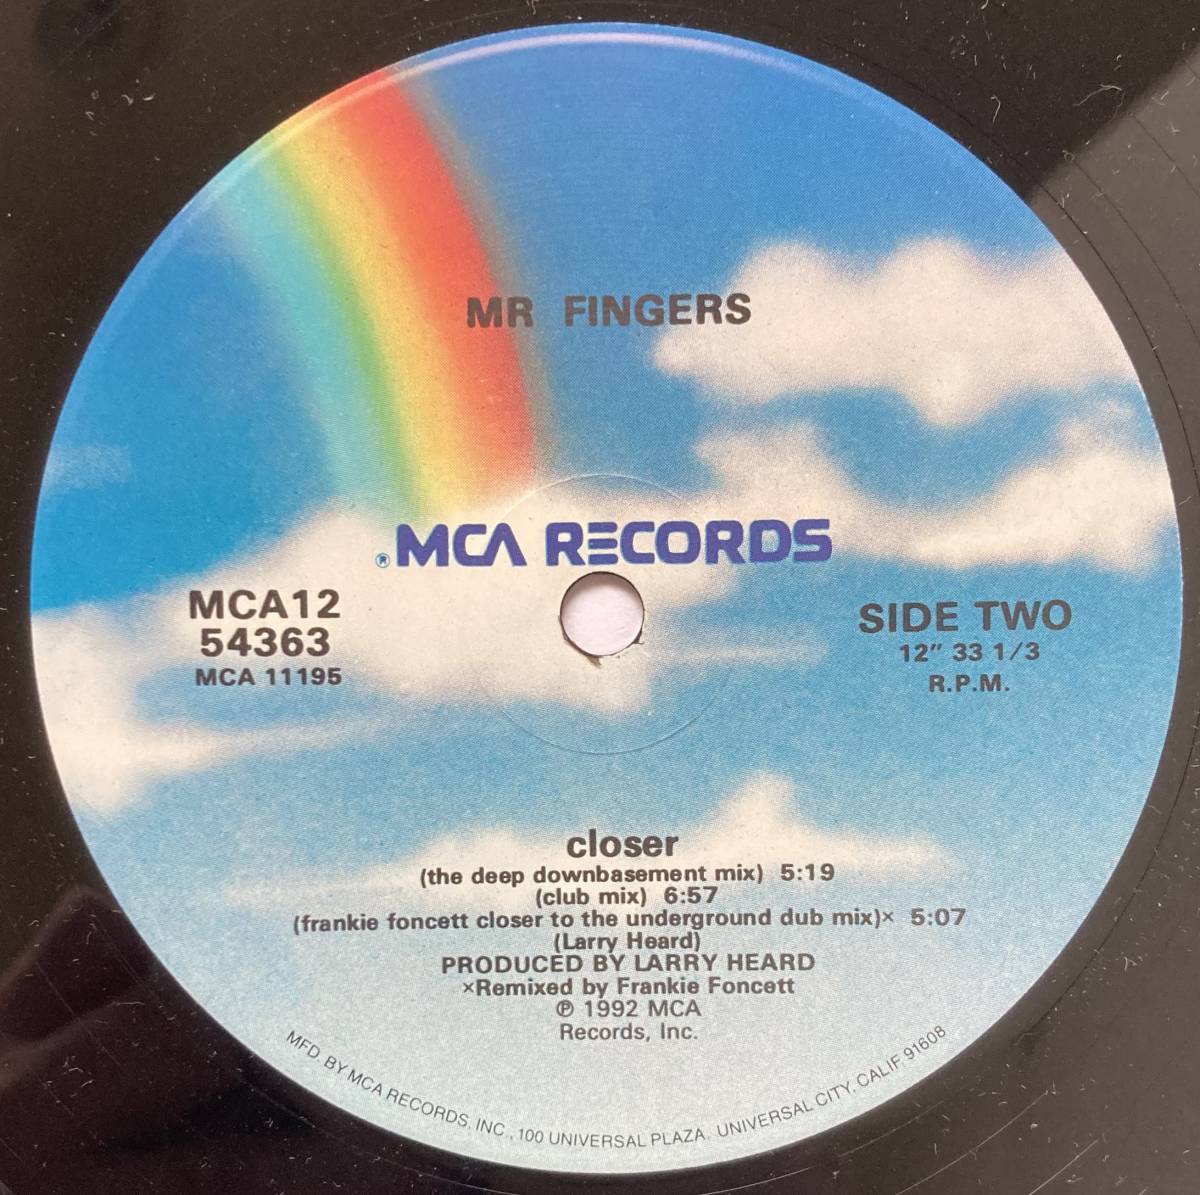 MR FINGERS
®MCA RECORDS
MCA12
54363
MCA 11195
SIDE TWO
12" 33 1/3
R.P.M.
closer
(the deep downbasement mix) 5:19
(club mix) 6:57
(frankie foncett closer to the underground dub mix)× 5:07
(Larry Heard)
PRODUCED BY LARRY HEARD
×Remixed by Frankie Foncett
℗ 1992 MCA
Records, Inc.
MFD. BY MCA RECORDS, INC., 100 UNIVERSAL PLAZA, UNIVERSAL CITY, CALIF 91608